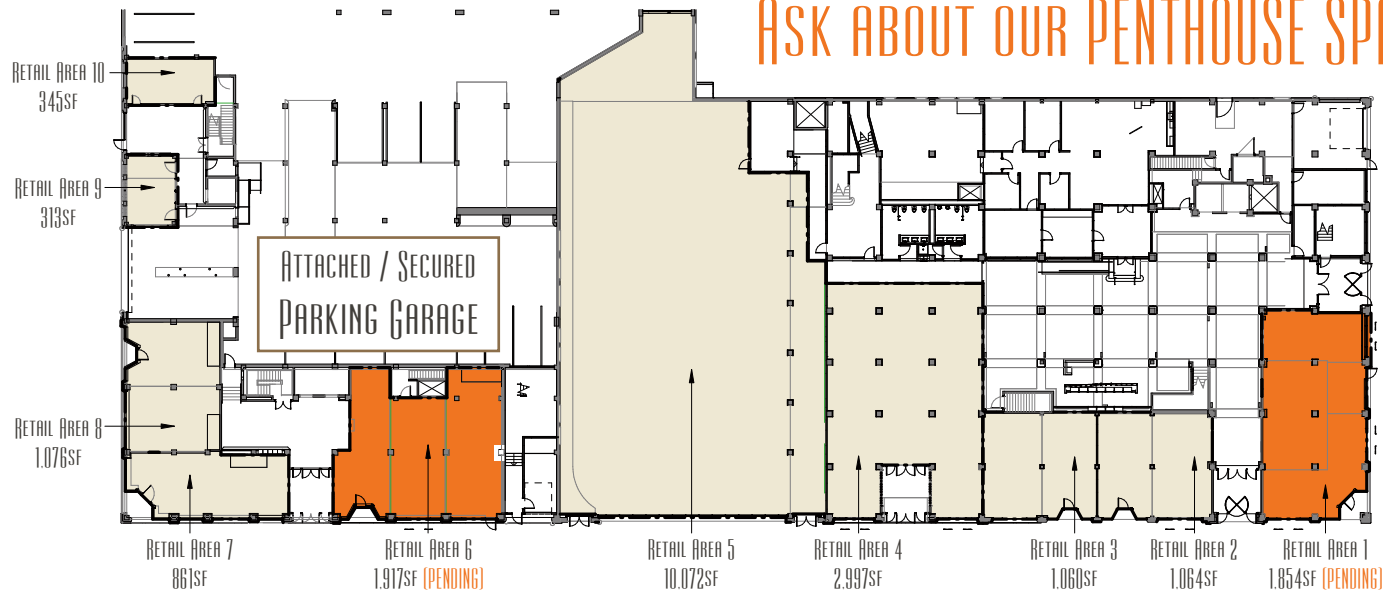 Ask about our PENTHOUSE SP
Retail Area 10
345SF
Retail Area 9
313SF
Attached / Secured
Parking Garage
Retail Area 8
1.076SF
Retail Area 7
861SF
Retail Area 6
1.917SF (PENDING)
Retail Area 5
10.072SF
Retail Area 4
2.997SF
Retail Area 3
1.060SF
Retail Area 2
1.064SF
Retail Area 1
1.854SF (PENDING)